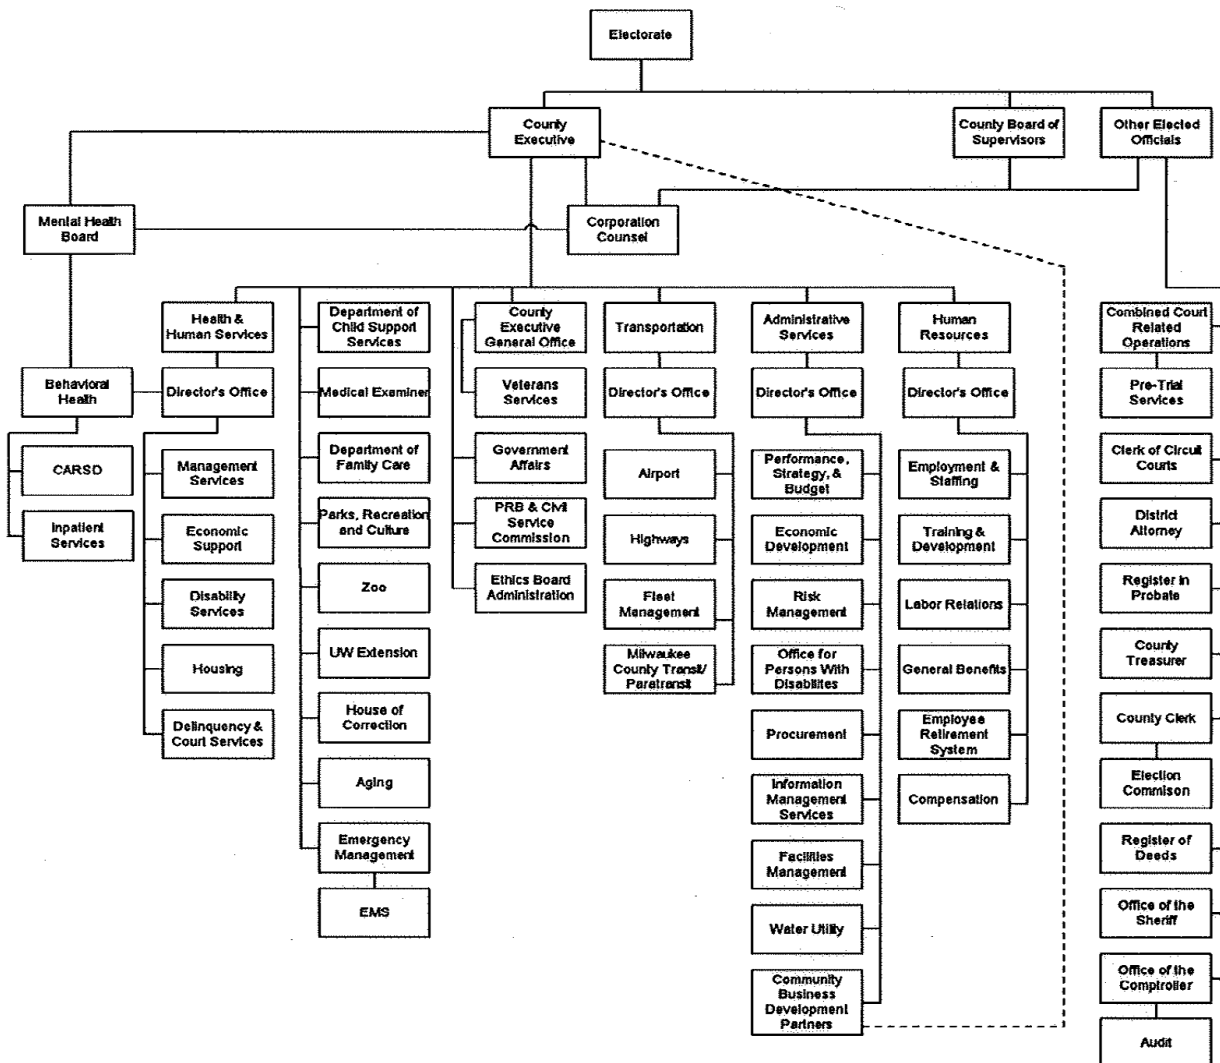 Electorate
County
Executive
County Board of
Supervisors
Other Elected
Officials
Mental Health
Board
Corporation
Counsel
Health &
Human Services
Department of
Child Support
Services
County
Executive
General Office
Transportation
Administrative
Services
Human
Resources
Combined Court
Related
Operations
Behavioral
Health
Director's Office
Medical Examiner
Veterans
Services
Director's Office
Director's Office
Director's Office
Pre-Trial
Services
CARSD
Management
Services
Department of
Family Care
Government
Affairs
Airport
Performance,
Strategy, &
Budget
Employment &
Staffing
Clerk of Circuit
Courts
Inpatient
Services
Economic
Support
Parks, Recreation
and Culture
PRB & Civil
Service
Commission
Highways
Economic
Development
Training &
Development
District
Attorney
Disability
Services
Zoo
Ethics Board
Administration
Fleet
Management
Risk
Management
Labor Relations
Register in
Probate
Housing
UW Extension
Milwaukee
County Transit/
Paratransit
Office for
Persons With
Disabilites
General Benefits
County
Treasurer
Delinquency &
Court Services
House of
Correction
Procurement
Employee
Retirement
System
County Clerk
Aging
Information
Management
Services
Compensation
Election
Commison
Emergency
Management
Facilities
Management
Register of
Deeds
EMS
Water Utility
Office of the
Sheriff
Community
Business
Development
Partners
Office of the
Comptroller
Audit